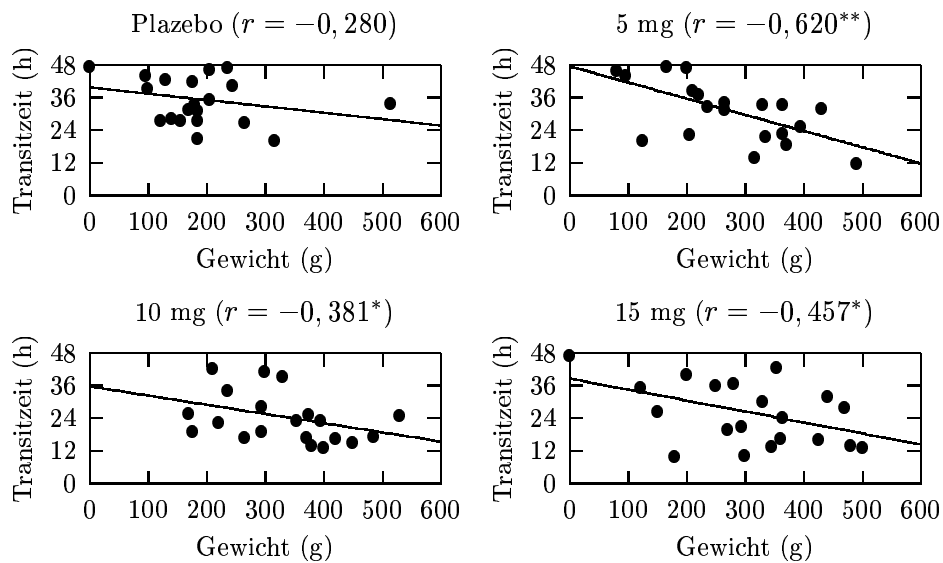 Plazebo (r = −0, 280)
Transitzeit (h)
48
36
24
12
0
0 100 200 300 400 500 600
Gewicht (g)
5 mg (r = −0, 620**)
Transitzeit (h)
48
36
24
12
0
0 100 200 300 400 500 600
Gewicht (g)
10 mg (r = −0, 381*)
Transitzeit (h)
48
36
24
12
0
0 100 200 300 400 500 600
Gewicht (g)
15 mg (r = −0, 457*)
Transitzeit (h)
48
36
24
12
0
0 100 200 300 400 500 600
Gewicht (g)